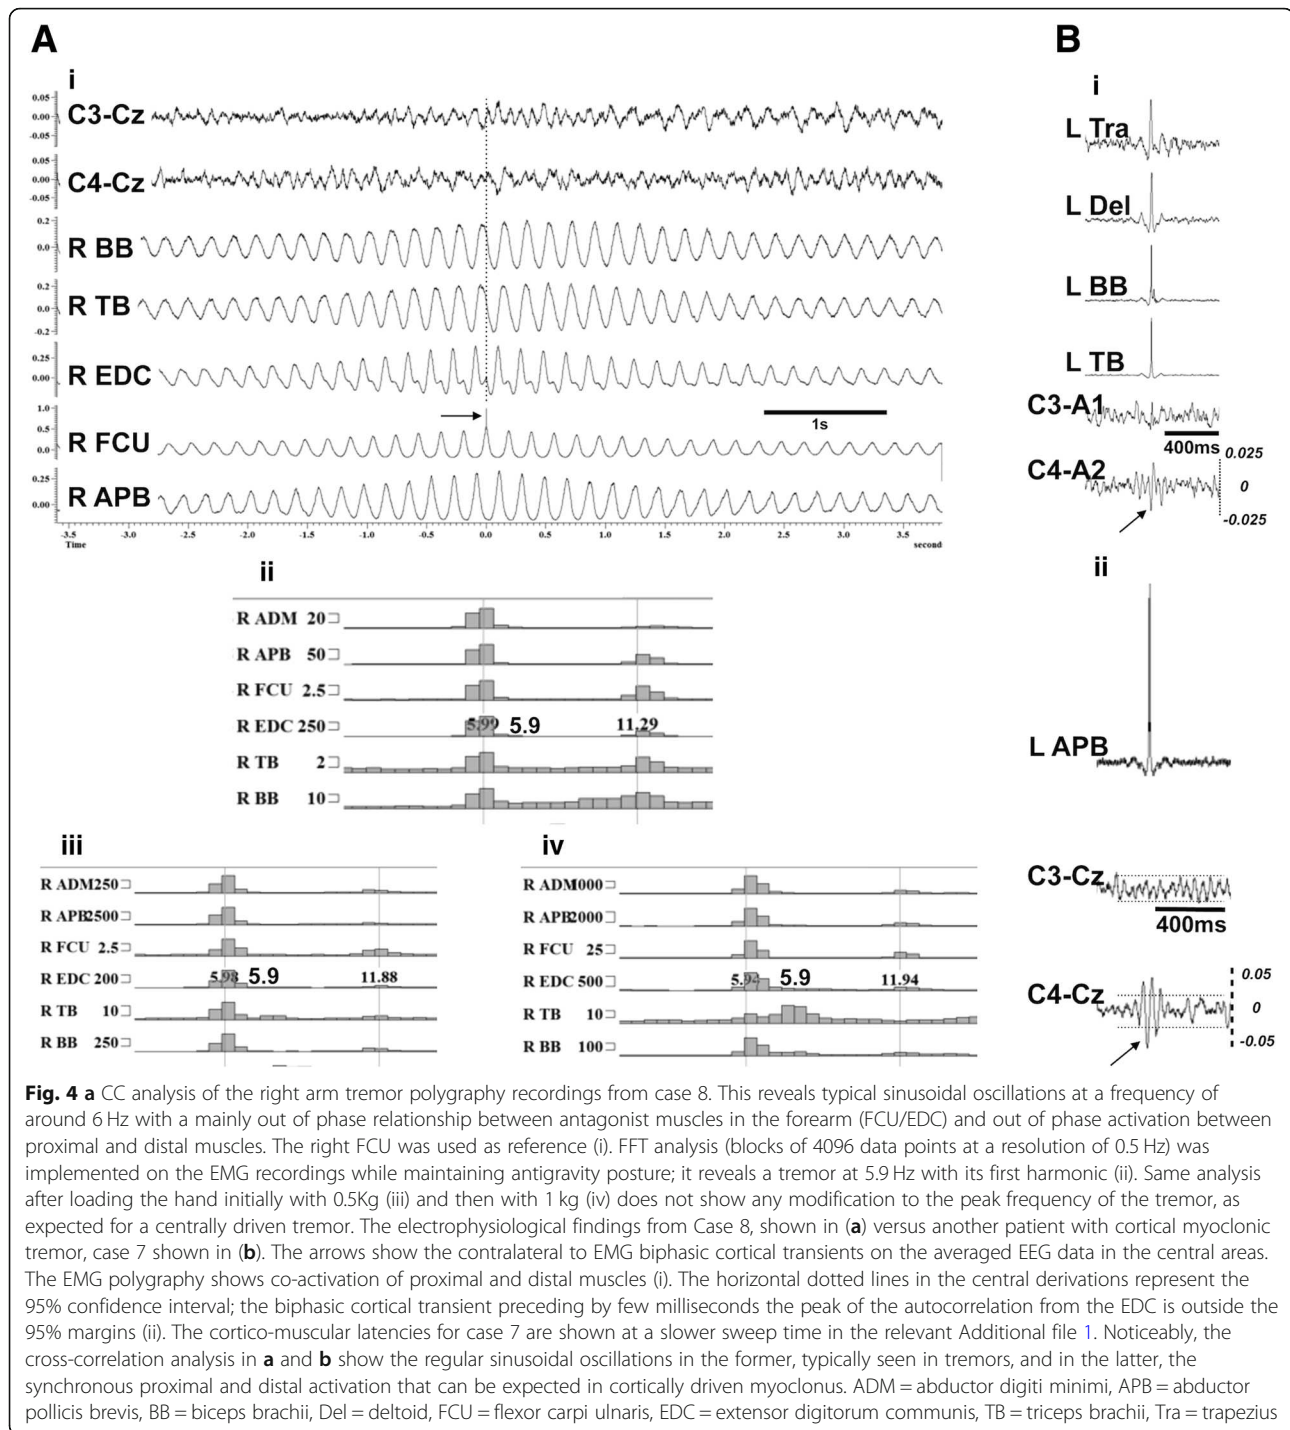 A
B
i
C3-Cz
0.05
0.00
-0.05
C4-Cz
0.05
0.00
-0.05
R BB
0.2
0.0
R TB
0.2
0.0
-0.2
R EDC
0.25
0.00
R FCU
1.0
0.5
0.0
1s
R APB
0.25
0.00
-3.5 -3.0 -2.5 -2.0 -1.5 -1.0 -0.5 0.0 0.5 1.0 1.5 2.0 2.5 3.0 3.5
Time second
i
L Tra
L Del
L BB
L TB
C3-A1
400ms
C4-A2
0.025
0
-0.025
ii
R ADM 20
R APB 50
R FCU 2.5
R EDC 250 5.99 5.9 11.29
R TB 2
R BB 10
ii
L APB
iii
R ADM250
R APB2500
R FCU 2.5
R EDC 200 5.98 5.9 11.88
R TB 10
R BB 250
iv
R ADM1000
R APB2000
R FCU 25
R EDC 500 5.94 5.9 11.94
R TB 10
R BB 100
C3-Cz
400ms
C4-Cz
0.05
0
-0.05
Fig. 4 a CC analysis of the right arm tremor polygraphy recordings from case 8. This reveals typical sinusoidal oscillations at a frequency of
around 6 Hz with a mainly out of phase relationship between antagonist muscles in the forearm (FCU/EDC) and out of phase activation between
proximal and distal muscles. The right FCU was used as reference (i). FFT analysis (blocks of 4096 data points at a resolution of 0.5 Hz) was
implemented on the EMG recordings while maintaining antigravity posture; it reveals a tremor at 5.9 Hz with its first harmonic (ii). Same analysis
after loading the hand initially with 0.5Kg (iii) and then with 1 kg (iv) does not show any modification to the peak frequency of the tremor, as
expected for a centrally driven tremor. The electrophysiological findings from Case 8, shown in (a) versus another patient with cortical myoclonic
tremor, case 7 shown in (b). The arrows show the contralateral to EMG biphasic cortical transients on the averaged EEG data in the central areas.
The EMG polygraphy shows co-activation of proximal and distal muscles (i). The horizontal dotted lines in the central derivations represent the
95% confidence interval; the biphasic cortical transient preceding by few milliseconds the peak of the autocorrelation from the EDC is outside the
95% margins (ii). The cortico-muscular latencies for case 7 are shown at a slower sweep time in the relevant Additional file 1. Noticeably, the
cross-correlation analysis in a and b show the regular sinusoidal oscillations in the former, typically seen in tremors, and in the latter, the
synchronous proximal and distal activation that can be expected in cortically driven myoclonus. ADM = abductor digiti minimi, APB = abductor
pollicis brevis, BB = biceps brachii, Del = deltoid, FCU = flexor carpi ulnaris, EDC = extensor digitorum communis, TB = triceps brachii, Tra = trapezius